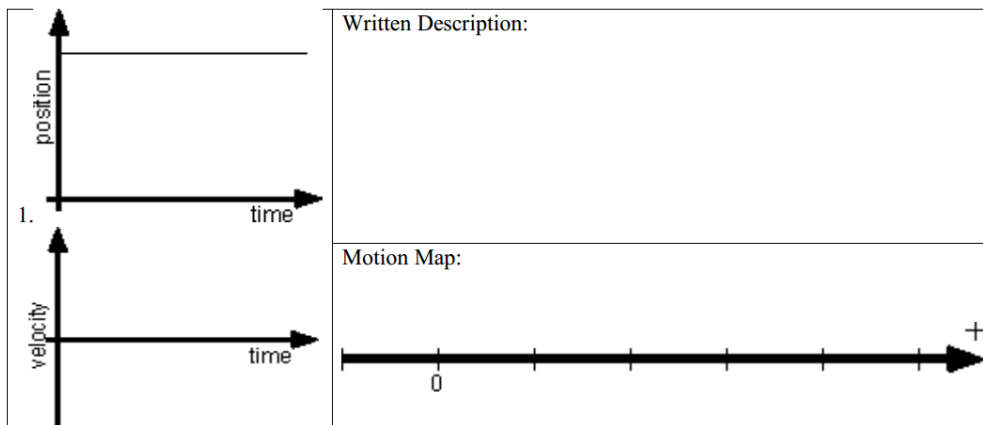 Written Description:
position
1.
time
Motion Map:
velocity
time
+
0